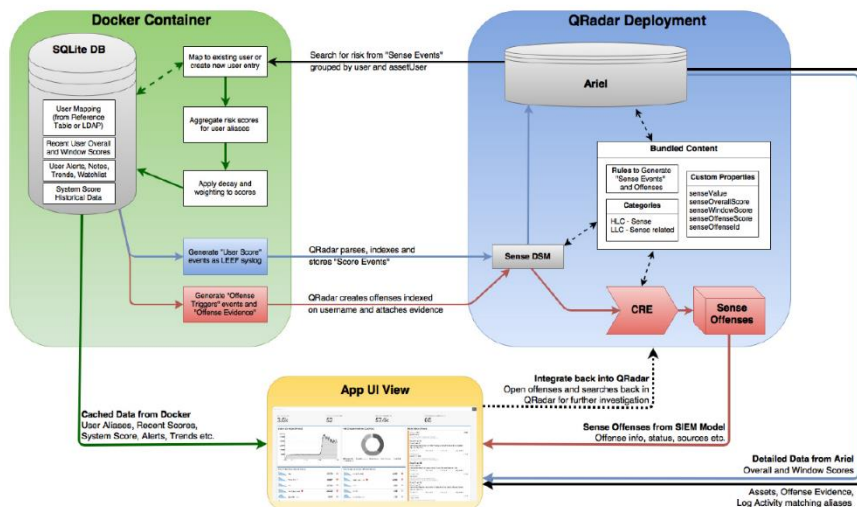 Docker Container
SQLite DB
User Mapping
(from Reference
Table or LDAP)
Recent User Overall
and Window Scores
User Alerts, Notes,
Trends, Watchlist
System Score
Historical Data
Map to existing user or
create new user entry
Aggregate risk scores
for user aliases
Apply decay and
weighting to scores
Generate "User Score"
events as LEEF syslog
Generate "Offense
Triggers" events and
"Offense Evidence"
Search for risk from "Sense Events"
grouped by user and assetUser
QRadar parses, indexes and
stores "Score Events"
QRadar creates offenses indexed
on username and attaches evidence
QRadar Deployment
Ariel
Bundled Content
Rules to Generate
"Sense Events"
and Offenses
Categories
HLC - Sense
LLC - Sense related
Custom Properties
senseValue
senseOverallScore
senseWindowScore
senseOffenseScore
senseOffenseId
Sense DSM
CRE
Sense
Offenses
Integrate back into QRadar
Open offenses and searches back in
QRadar for further investigation
App UI View
Cached Data from Docker
User Aliases, Recent Scores,
System Score, Alerts, Trends etc.
Sense Offenses from SIEM Model
Offense info, status, sources etc.
Detailed Data from Ariel
Overall and Window Scores
Assets, Offense Evidence,
Log Activity matching aliases